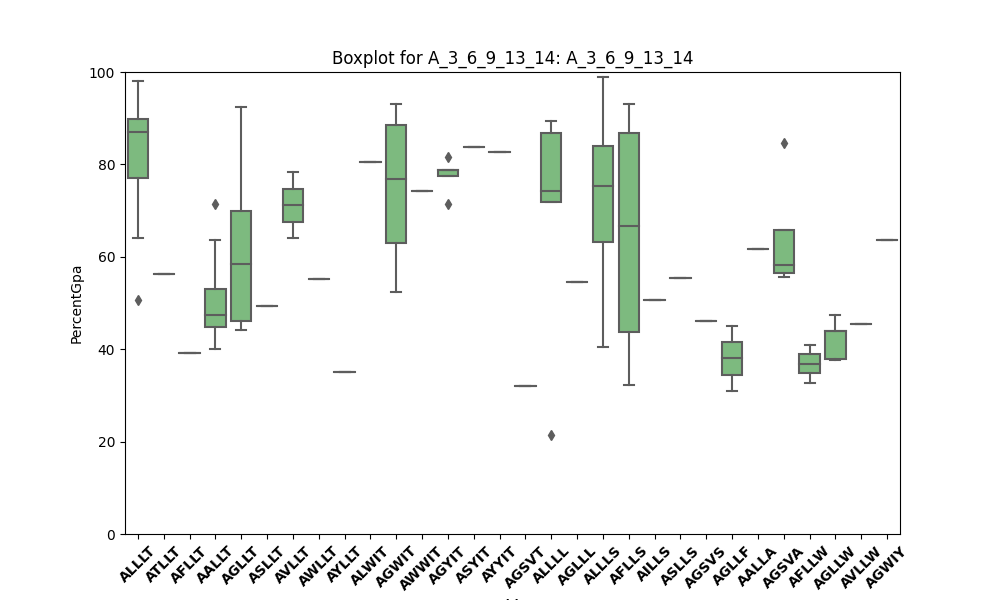 Boxplot for A_3_6_9_13_14: A_3_6_9_13_14
PercentGpa
100
80
60
40
20
0
ALLLT ATLLT AFLLT AALLT AGLLT ASLLT AVLLT AWLLT AYLLT ALWIT AGWIT AWWIT AGYIT ASYIT AYYIT AGSVT ALLLL AGLLL ALLLS AFLLS AILLS ASLLS AGSVS AGLLF AALLA AGSVA AFLLW AGLLW AVLLW AGWIY